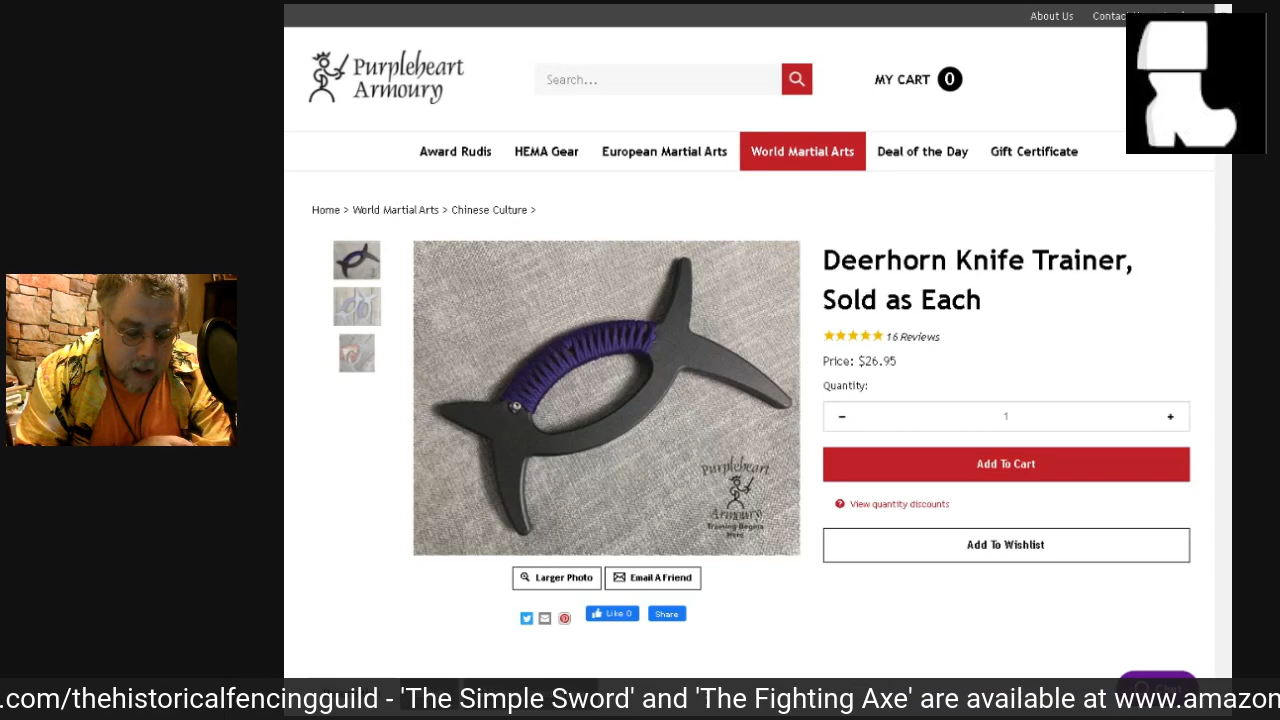 About Us
Purpleheart
Armoury
Search...
MY CART 0
Award Rudis HEMA Gear European Martial Arts World Martial Arts Deal of the Day Gift Certificate
Home > World Martial Arts > Chinese Culture >
Deerhorn Knife Trainer,
Sold as Each
16 Reviews
Price: $26.95
Quantity:
- 1 +
Add To Cart
View quantity discounts
Add To Wishlist
Purpleheart
Armoury
Training Begins
Here
Larger Photo Email A Friend
Like 0 Share
.com/thehistoricalfencingguild - 'The Simple Sword' and 'The Fighting Axe' are available at www.amazon